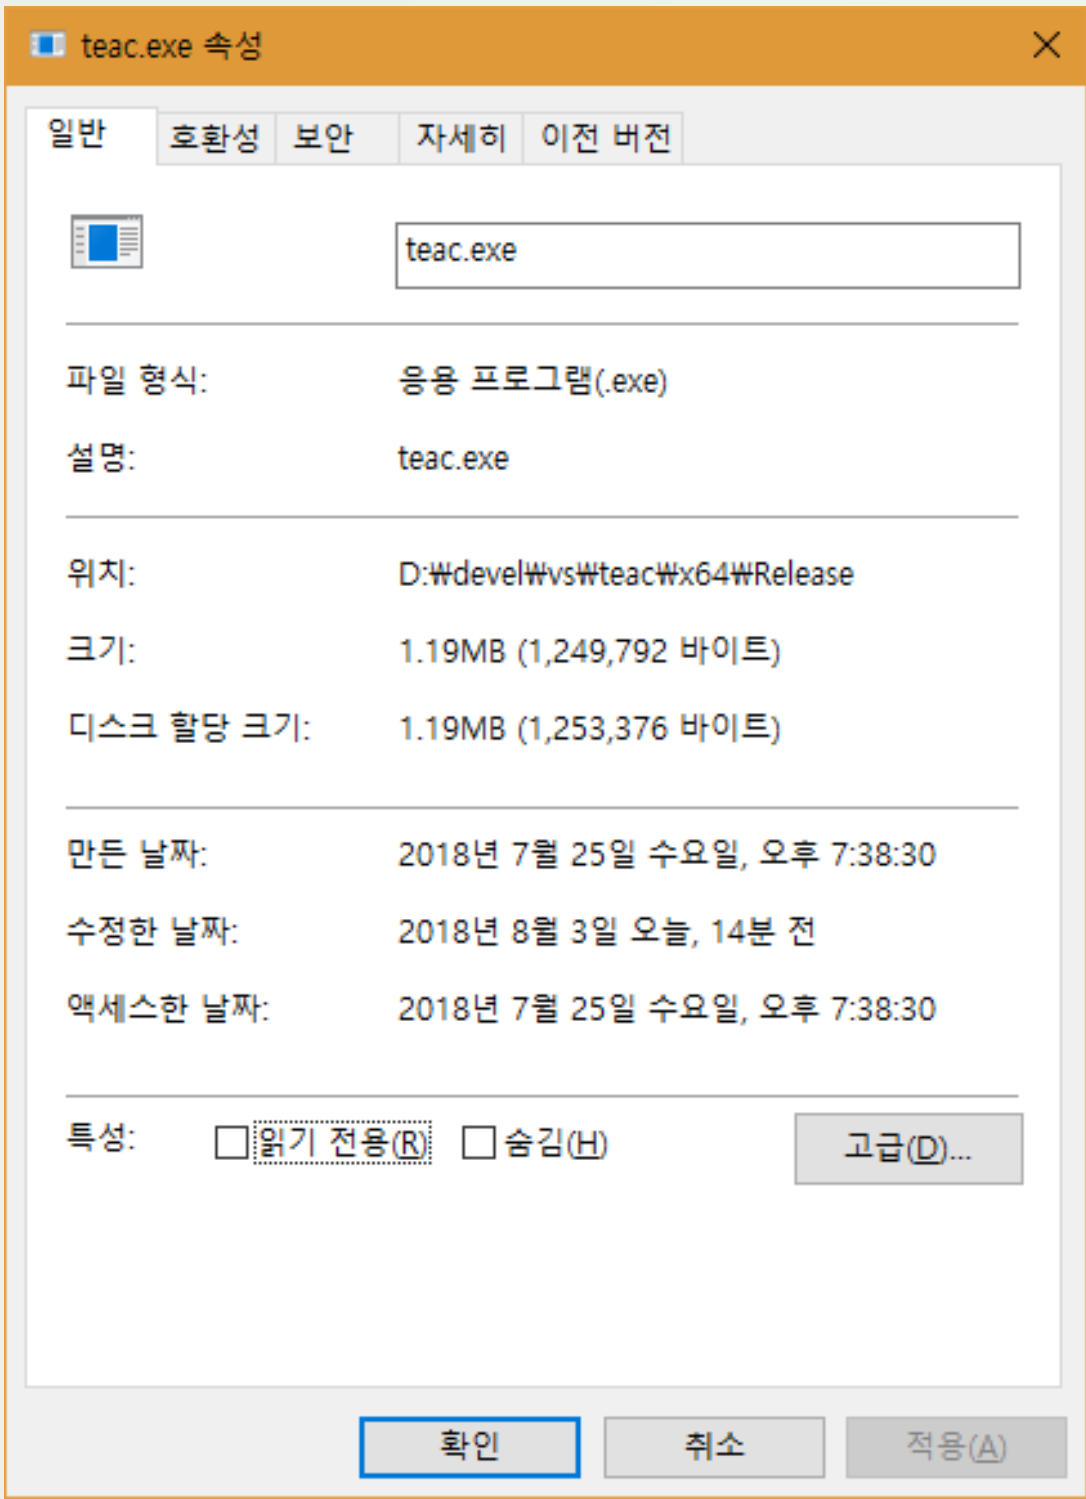 teac.exe 속성
일반 호환성 보안 자세히 이전 버전
teac.exe
파일 형식: 응용 프로그램(.exe)
설명: teac.exe
위치: D:₩devel₩vs₩teac₩x64₩Release
크기: 1.19MB (1,249,792 바이트)
디스크 할당 크기: 1.19MB (1,253,376 바이트)
만든 날짜: 2018년 7월 25일 수요일, 오후 7:38:30
수정한 날짜: 2018년 8월 3일 오늘, 14분 전
액세스한 날짜: 2018년 7월 25일 수요일, 오후 7:38:30
특성: 읽기 전용(R) 숨김(H) 고급(D)...
확인 취소 적용(A)